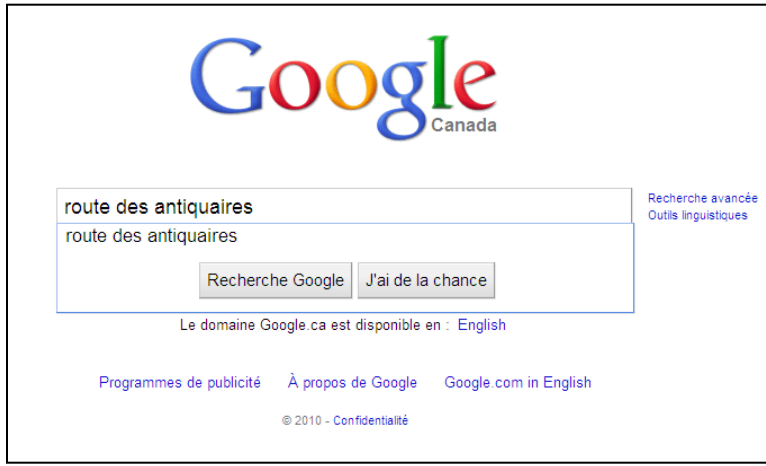 Google
Canada
route des antiquaires
Recherche avancée
Outils linguistiques
route des antiquaires
Recherche Google J'ai de la chance
Le domaine Google.ca est disponible en : English
Programmes de publicité À propos de Google Google.com in English
© 2010 - Confidentialité